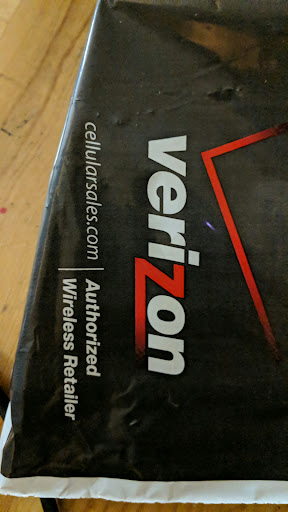 verizon
cellularsales.com | Authorized
Wireless Retailer